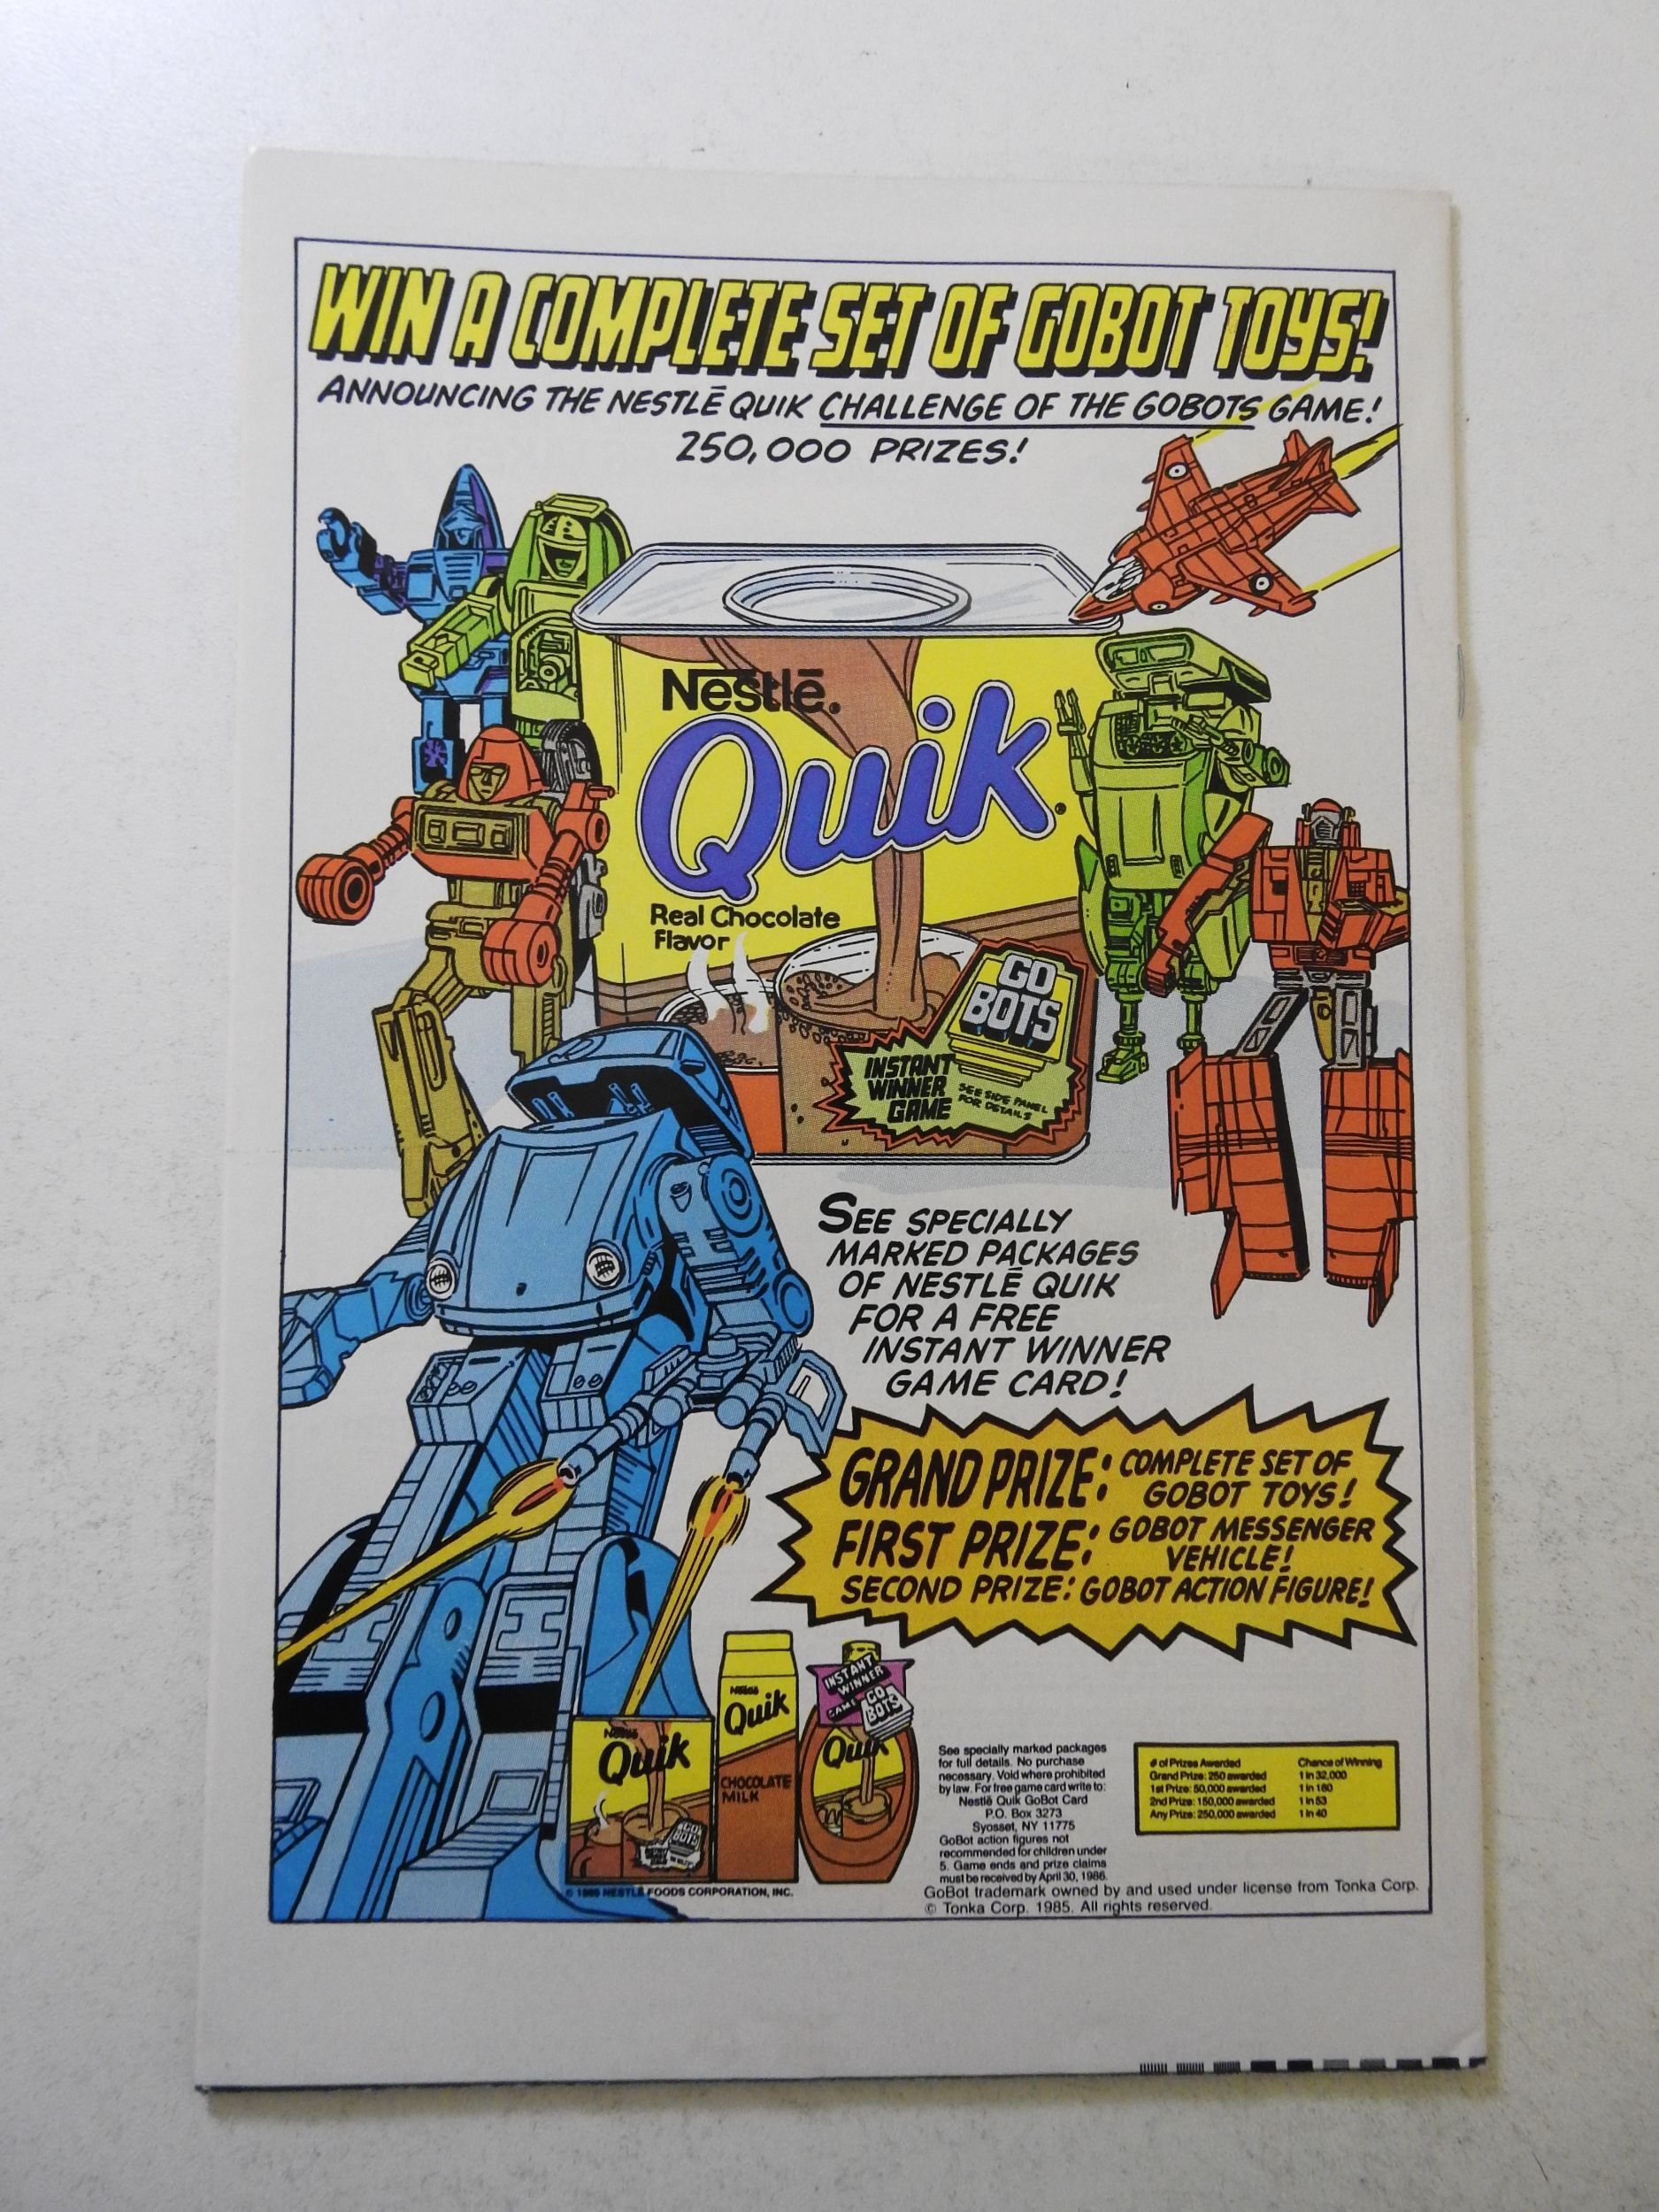 WIN A COMPLETE SET OF GOBOT TOYS!
ANNOUNCING THE NESTLĒ QUIK CHALLENGE OF THE GOBOTS GAME!
250,000 PRIZES!
Nestlē®
Quik®
Real Chocolate
Flavor
GO
BOTS
INSTANT
WINNER
GAME
SEE SIDE PANEL
FOR DETAILS
SEE SPECIALLY
MARKED PACKAGES
OF NESTLĒ QUIK
FOR A FREE
INSTANT WINNER
GAME CARD!
GRAND PRIZE: COMPLETE SET OF
GOBOT TOYS!
FIRST PRIZE: GOBOT MESSENGER
VEHICLE!
SECOND PRIZE: GOBOT ACTION FIGURE!
Nestlē
Quik
GO
BOTS
Nestlē
Quik
CHOCOLATE
MILK
INSTANT
WINNER
GAME
GO
BOTS
Quik
See specially marked packages
for full details. No purchase
necessary. Void where prohibited
by law. For free game card write to:
Nestlē Quik GoBot Card
P.O. Box 3273
Syosset, NY 11775
GoBot action figures not
recommended for children under
5. Game ends and prize claims
must be received by April 30, 1986.
# of Prizes Awarded Chance of Winning
Grand Prize: 250 awarded 1 in 32,000
1st Prize: 50,000 awarded 1 in 160
2nd Prize: 150,000 awarded 1 in 53
Any Prize: 250,000 awarded 1 in 40
© 1985 NESTLĒ FOODS CORPORATION, INC.
GoBot trademark owned by and used under license from Tonka Corp.
© Tonka Corp. 1985. All rights reserved.